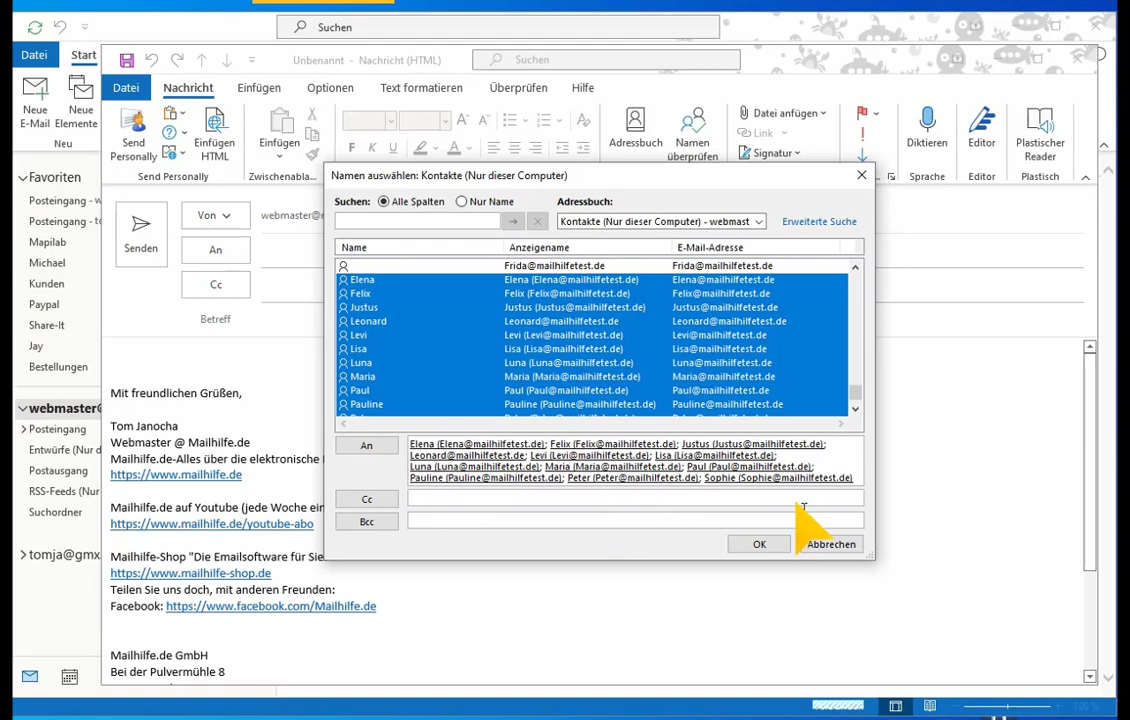 Suchen
Datei
Start
Unbenannt - Nachricht (HTML)
Suchen
Datei
Nachricht
Einfügen
Optionen
Text formatieren
Überprüfen
Hilfe
Neue
E-Mail
Neue
Elemente
Neu
Send
Personally
Send Personally
Einfügen
HTML
Einfügen
Zwischenabla
F K U
A
Adressbuch
Namen
überprüfen
Datei anfügen
Link
Signatur
Diktieren
Sprache
Editor
Editor
Plastischer
Reader
Plastisch
Favoriten
Posteingang -
Posteingang - t
Mapilab
Michael
Kunden
Paypal
Share-It
Jay
Bestellungen
webmaster@
Posteingang
Entwürfe (Nur
Postausgang
RSS-Feeds (Nur
Suchordner
tomja@gmx
Senden
Von
webmaster@
An
Cc
Betreff
Namen auswählen: Kontakte (Nur dieser Computer)
Suchen:
Alle Spalten
Nur Name
Adressbuch:
Kontakte (Nur dieser Computer) - webmast
Erweiterte Suche
Name Anzeigename E-Mail-Adresse
Frida@mailhilfetest.de Frida@mailhilfetest.de
Elena Elena (Elena@mailhilfetest.de) Elena@mailhilfetest.de
Felix Felix (Felix@mailhilfetest.de) Felix@mailhilfetest.de
Justus Justus (Justus@mailhilfetest.de) Justus@mailhilfetest.de
Leonard Leonard@mailhilfetest.de Leonard@mailhilfetest.de
Levi Levi (Levi@mailhilfetest.de) Levi@mailhilfetest.de
Lisa Lisa (Lisa@mailhilfetest.de) Lisa@mailhilfetest.de
Luna Luna (Luna@mailhilfetest.de) Luna@mailhilfetest.de
Maria Maria (Maria@mailhilfetest.de) Maria@mailhilfetest.de
Paul Paul (Paul@mailhilfetest.de) Paul@mailhilfetest.de
Pauline Pauline (Pauline@mailhilfetest.de) Pauline@mailhilfetest.de
An
Elena (Elena@mailhilfetest.de); Felix (Felix@mailhilfetest.de); Justus (Justus@mailhilfetest.de);
Leonard@mailhilfetest.de; Levi (Levi@mailhilfetest.de); Lisa (Lisa@mailhilfetest.de);
Luna (Luna@mailhilfetest.de); Maria (Maria@mailhilfetest.de); Paul (Paul@mailhilfetest.de);
Pauline (Pauline@mailhilfetest.de); Peter (Peter@mailhilfetest.de); Sophie (Sophie@mailhilfetest.de)
Cc
Bcc
OK
Abbrechen
Mit freundlichen Grüßen,
Tom Janocha
Webmaster @ Mailhilfe.de
Mailhilfe.de-Alles über die elektronische
https://www.mailhilfe.de
Mailhilfe.de auf Youtube (jede Woche ein
https://www.mailhilfe.de/youtube-abo
Mailhilfe-Shop "Die Emailsoftware für Sie
https://www.mailhilfe-shop.de
Teilen Sie uns doch, mit anderen Freunden:
Facebook: https://www.facebook.com/Mailhilfe.de
Mailhilfe.de GmbH
Bei der Pulvermühle 8